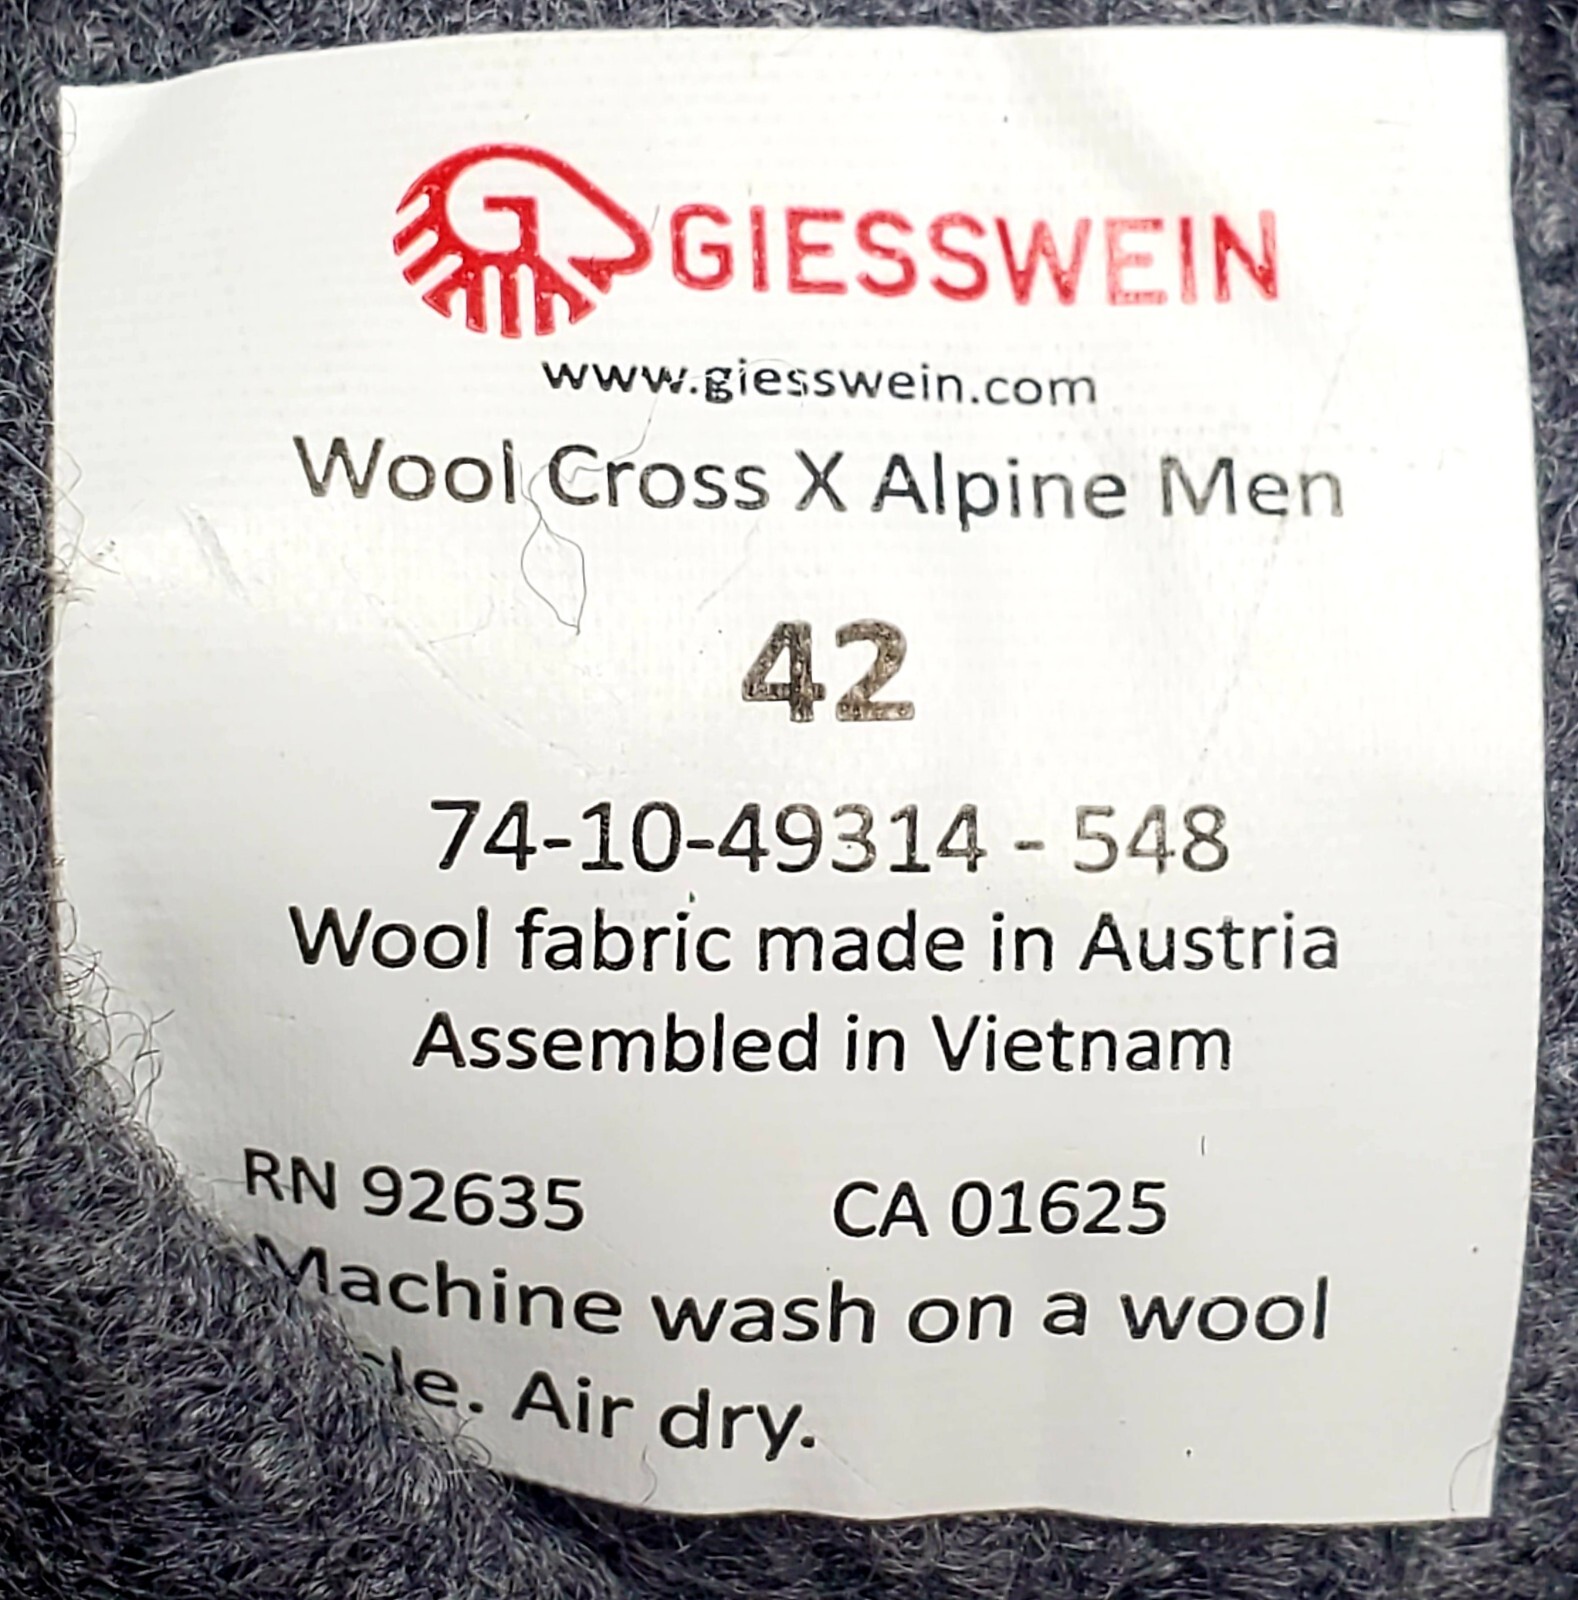 GIESSWEIN
www.giesswein.com
Wool Cross X Alpine Men
42
74-10-49314 - 548
Wool fabric made in Austria
Assembled in Vietnam
RN 92635 CA 01625
Machine wash on a wool
Air dry.